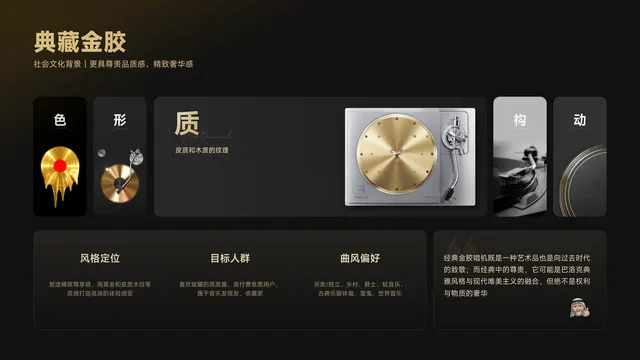 典藏金胶
社会文化背景丨更具尊贵品质感、精致奢华感
色
形
质
皮质和木质的纹理
构
动
风格定位
塑造稀致尊享感，用黑金和皮质木纹等
质感打造高端的体验感受
目标人群
喜欢炫耀的高质量、高付费意愿用户，
属于音乐发烧友、收藏家
曲风偏好
另类/独立、乡村、爵士、轻音乐、
古典乐器体裁、雷鬼、世界音乐
经典金胶唱机既是一种艺术品也是向过去时代
的致敬；而经典中的尊贵，它可能是巴洛克典
雅风格与现代唯美主义的融合，但绝不是权利
与物质的奢华